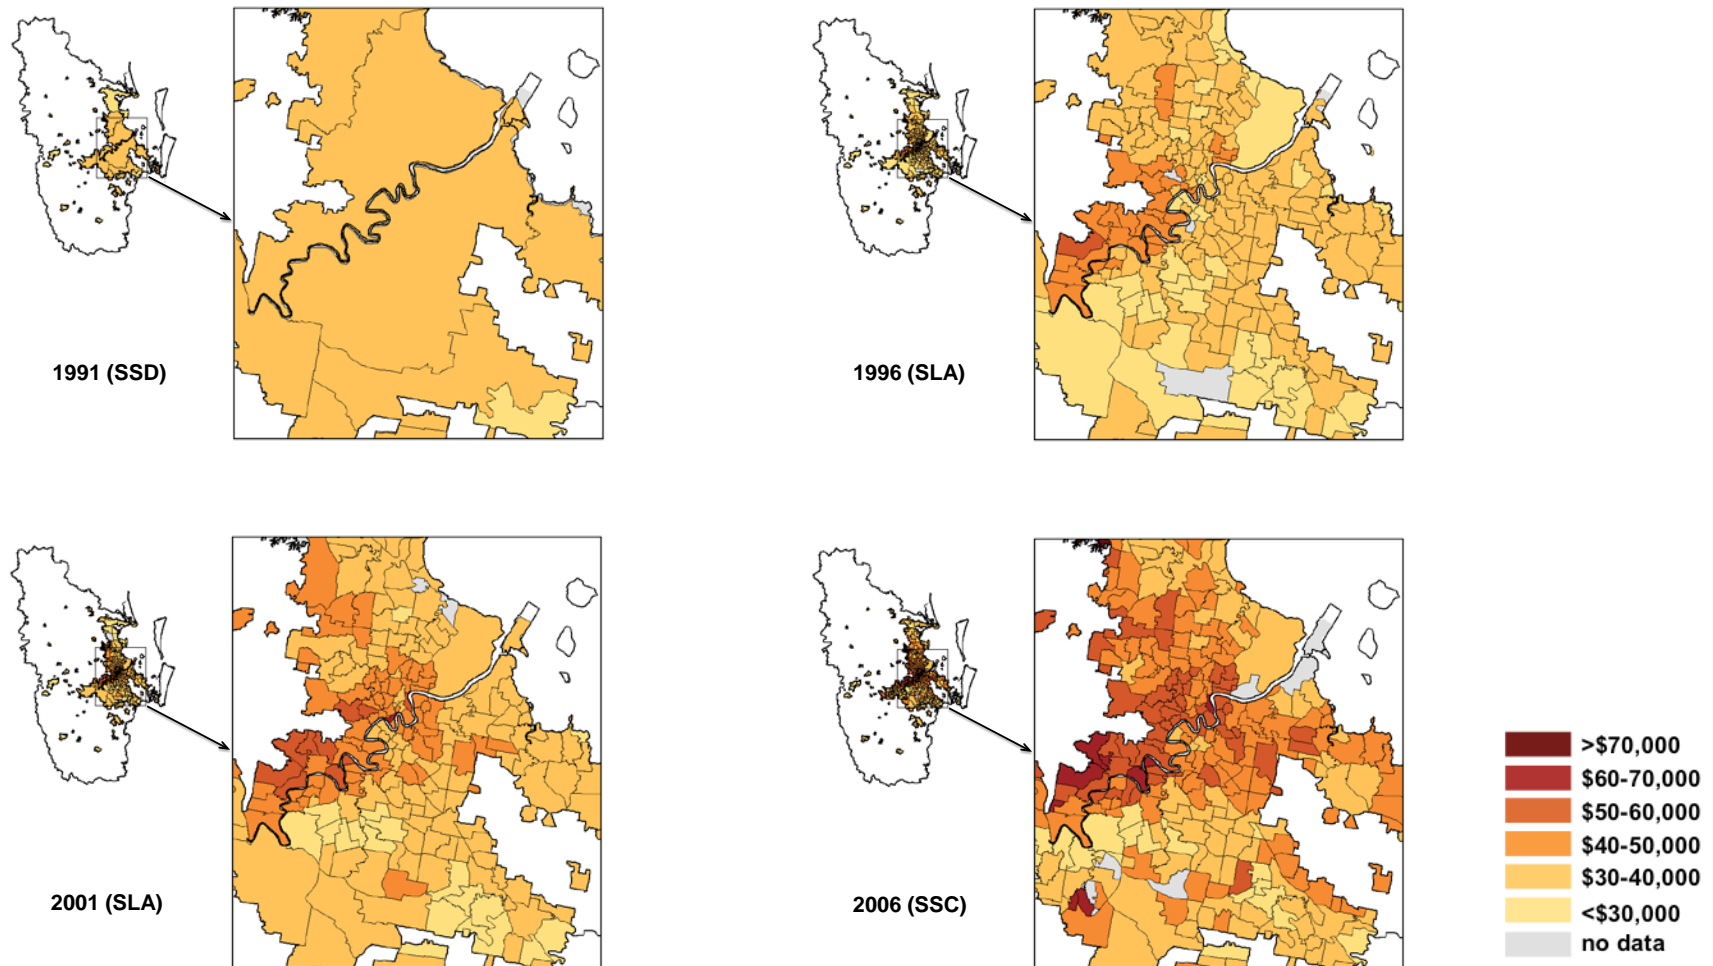 1991 (SSD)
1996 (SLA)
2001 (SLA)
2006 (SSC)
>$70,000
$60-70,000
$50-60,000
$40-50,000
$30-40,000
<$30,000
no data